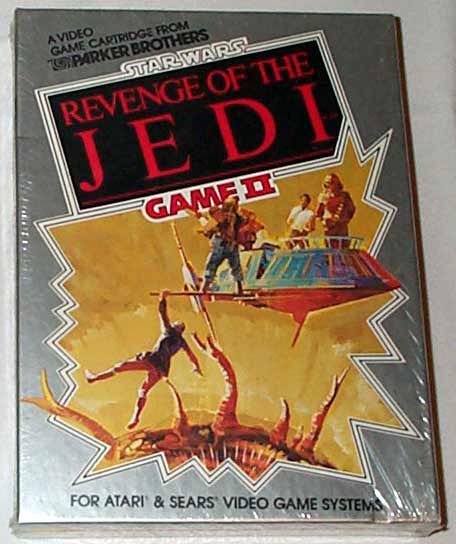 A VIDEO
GAME CARTRIDGE FROM
PARKER BROTHERS
STAR WARS
REVENGE OF THE
JEDI
GAME II
FOR ATARI® & SEARS® VIDEO GAME SYSTEMS